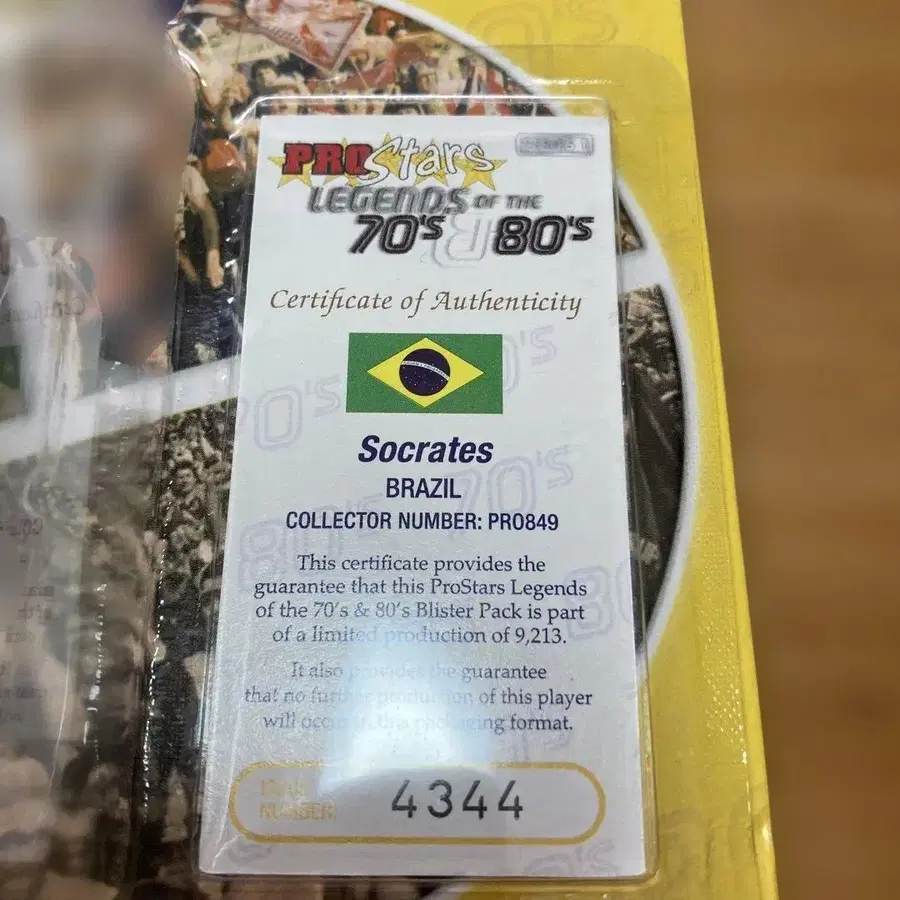 PROStars
LEGENDS OF THE
70's & 80's
Certificate of Authenticity
Socrates
BRAZIL
COLLECTOR NUMBER: PRO849
This certificate provides the
guarantee that this ProStars Legends
of the 70's & 80's Blister Pack is part
of a limited production of 9,213.
It also provides the guarantee
that no further production of this player
will occur in this packaging format.
NUMBER: 4344